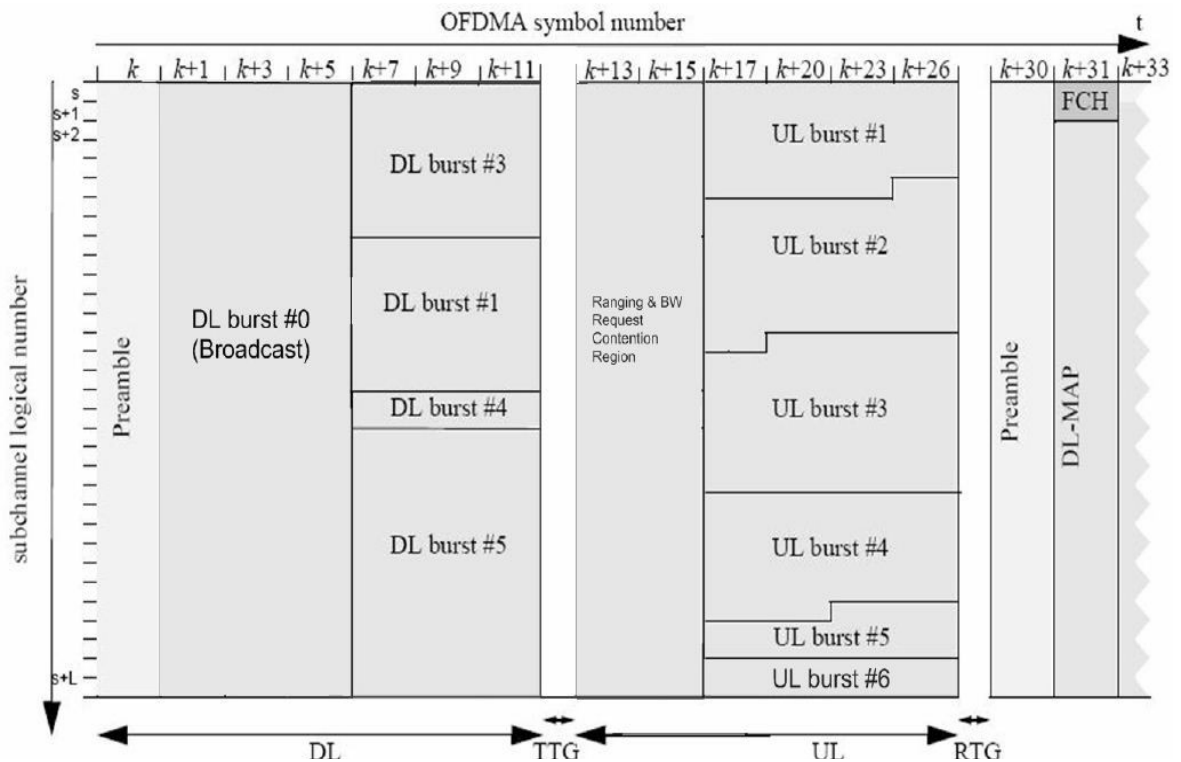 OFDMA symbol number
t
k k+1 k+3 k+5 k+7 k+9 k+11 k+13 k+15 k+17 k+20 k+23 k+26 k+30 k+31 k+33
s
s+1
s+2
s+L
subchannel logical number
Preamble
DL burst #0
(Broadcast)
DL burst #3
DL burst #1
DL burst #4
DL burst #5
Ranging & BW
Request
Contention
Region
UL burst #1
UL burst #2
UL burst #3
UL burst #4
UL burst #5
UL burst #6
Preamble
FCH
DL-MAP
DL
TTG
UL
RTG